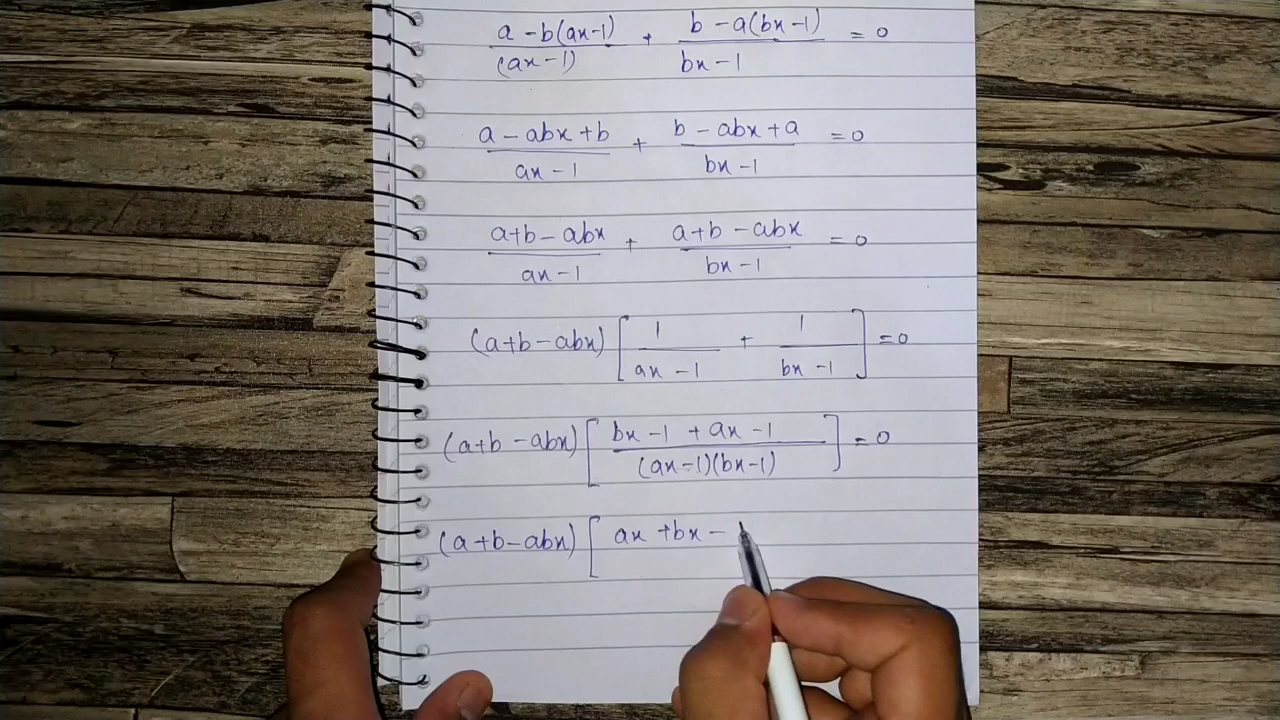 a - b(ax-1) / (ax-1) + b - a(bx-1) / bx-1 = 0
a - abx + b / ax-1 + b - abx + a / bx-1 = 0
a+b - abx / ax-1 + a+b - abx / bx-1 = 0
(a+b - abx) [ 1 / ax-1 + 1 / bx-1 ] = 0
(a+b - abx) [ bx-1 + ax-1 / (ax-1)(bx-1) ] = 0
(a+b-abx) [ ax + bx -